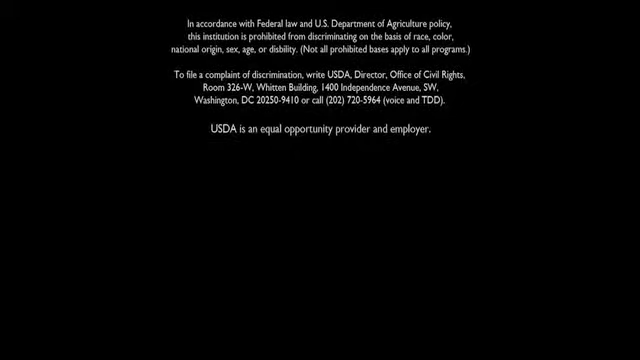 In accordance with Federal law and U.S. Department of Agriculture policy,
this institution is prohibited from discriminating on the basis of race, color,
national origin, sex, age, or disbility. (Not all prohibited bases apply to all programs.)
To file a complaint of discrimination, write USDA, Director, Office of Civil Rights,
Room 326-W, Whitten Building, 1400 Independence Avenue, SW,
Washington, DC 20250-9410 or call (202) 720-5964 (voice and TDD).
USDA is an equal opportunity provider and employer.